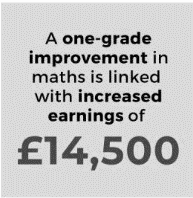 A one-grade
improvement in
maths is linked
with increased
earnings of
£14,500